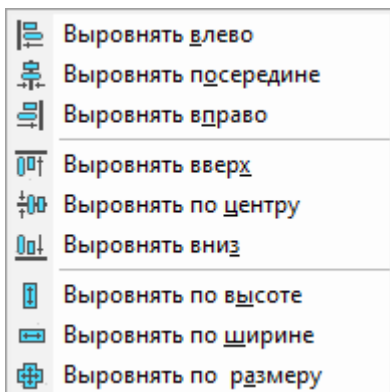 Выровнять влево
Выровнять посередине
Выровнять вправо
Выровнять вверх
Выровнять по центру
Выровнять вниз
Выровнять по высоте
Выровнять по ширине
Выровнять по размеру